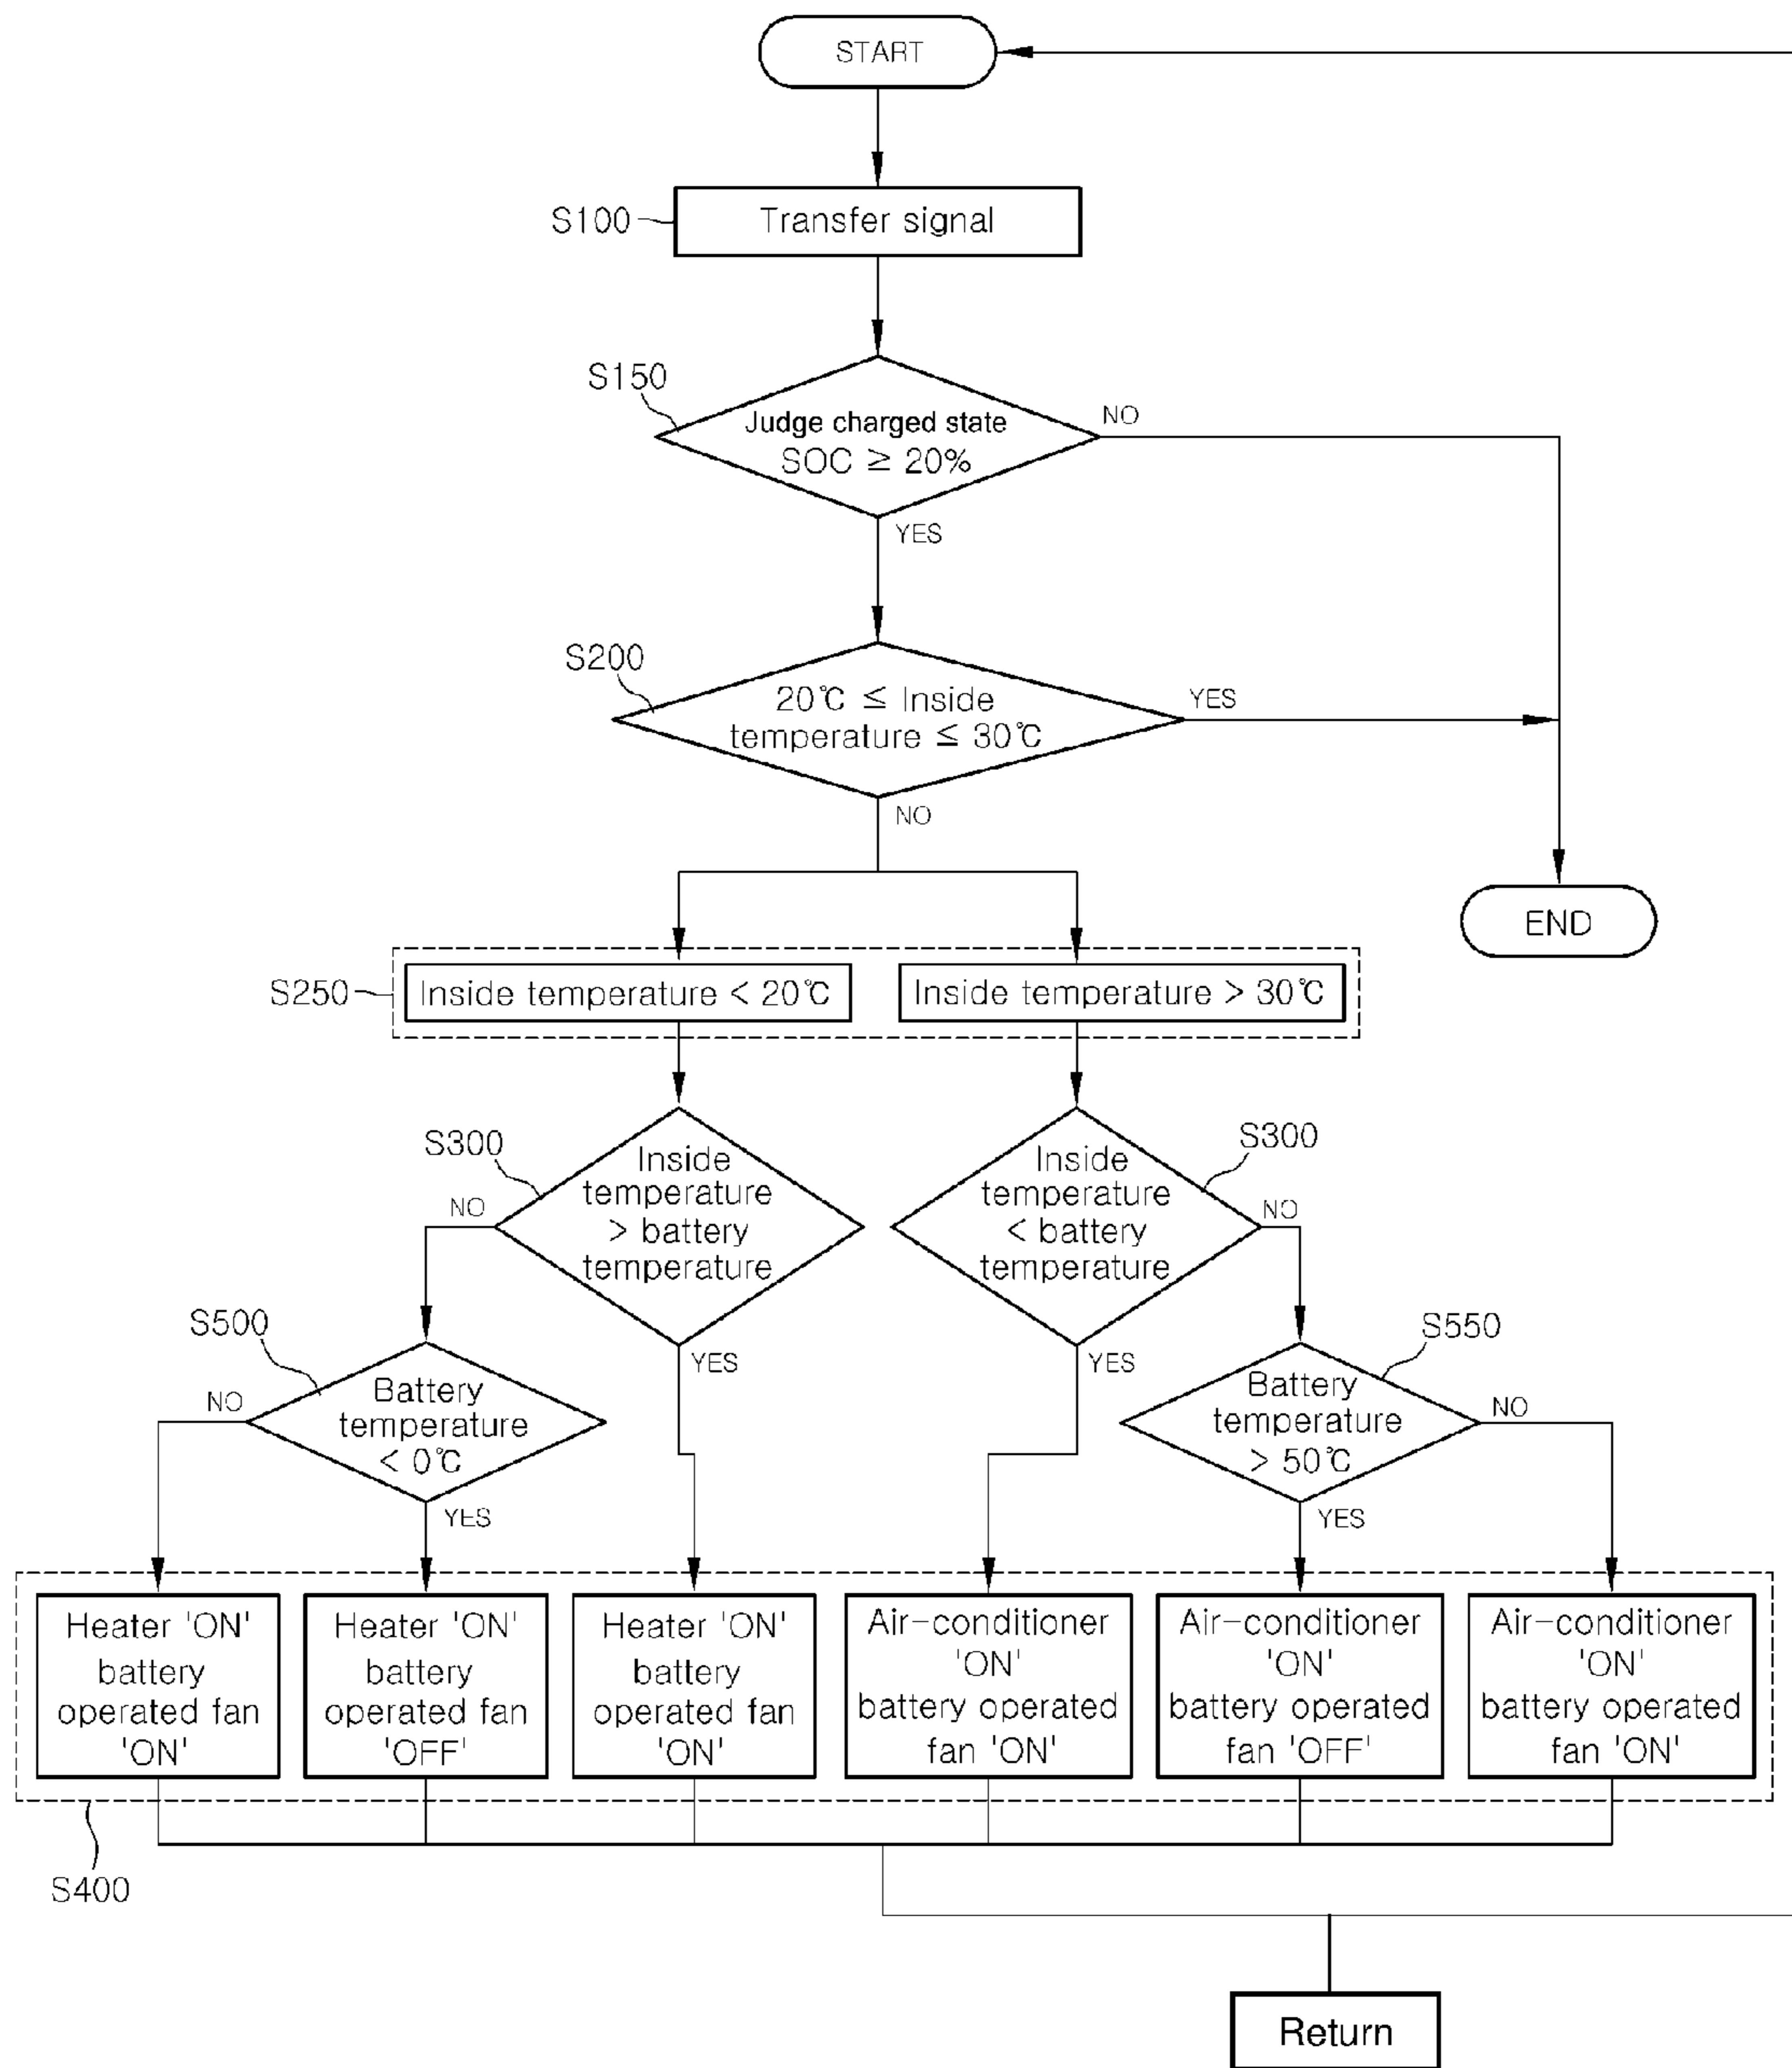 START
S100
Transfer signal
S150
Judge charged state
SOC ≥ 20%
NO
YES
S200
20℃ ≤ Inside
temperature ≤ 30℃
YES
NO
END
S250
Inside temperature < 20℃
Inside temperature > 30℃
S300
Inside
temperature
> battery
temperature
NO
YES
S300
Inside
temperature
< battery
temperature
NO
YES
S500
Battery
temperature
< 0℃
NO
YES
S550
Battery
temperature
> 50℃
NO
YES
Heater 'ON'
battery
operated fan
'ON'
Heater 'ON'
battery
operated fan
'OFF'
Heater 'ON'
battery
operated fan
'ON'
Air-conditioner
'ON'
battery operated
fan 'ON'
Air-conditioner
'ON'
battery operated
fan 'OFF'
Air-conditioner
'ON'
battery operated
fan 'ON'
S400
Return